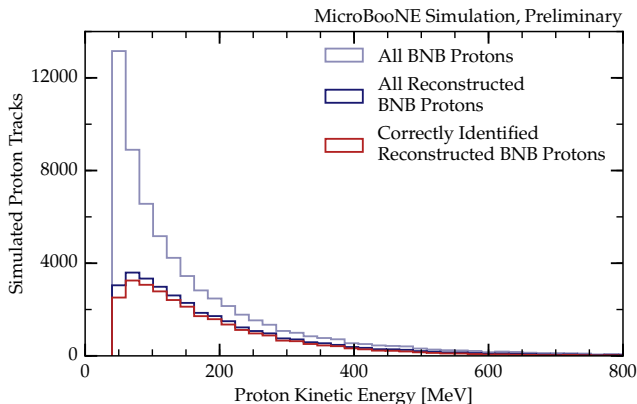 MicroBooNE Simulation, Preliminary
All BNB Protons
All Reconstructed
BNB Protons
Correctly Identified
Reconstructed BNB Protons
Simulated Proton Tracks
12000
8000
4000
0
0 200 400 600 800
Proton Kinetic Energy [MeV]